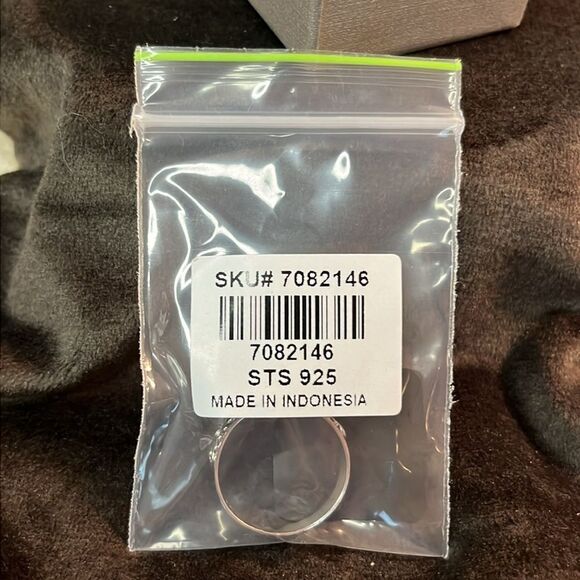 SKU# 7082146
7082146
STS 925
MADE IN INDONESIA